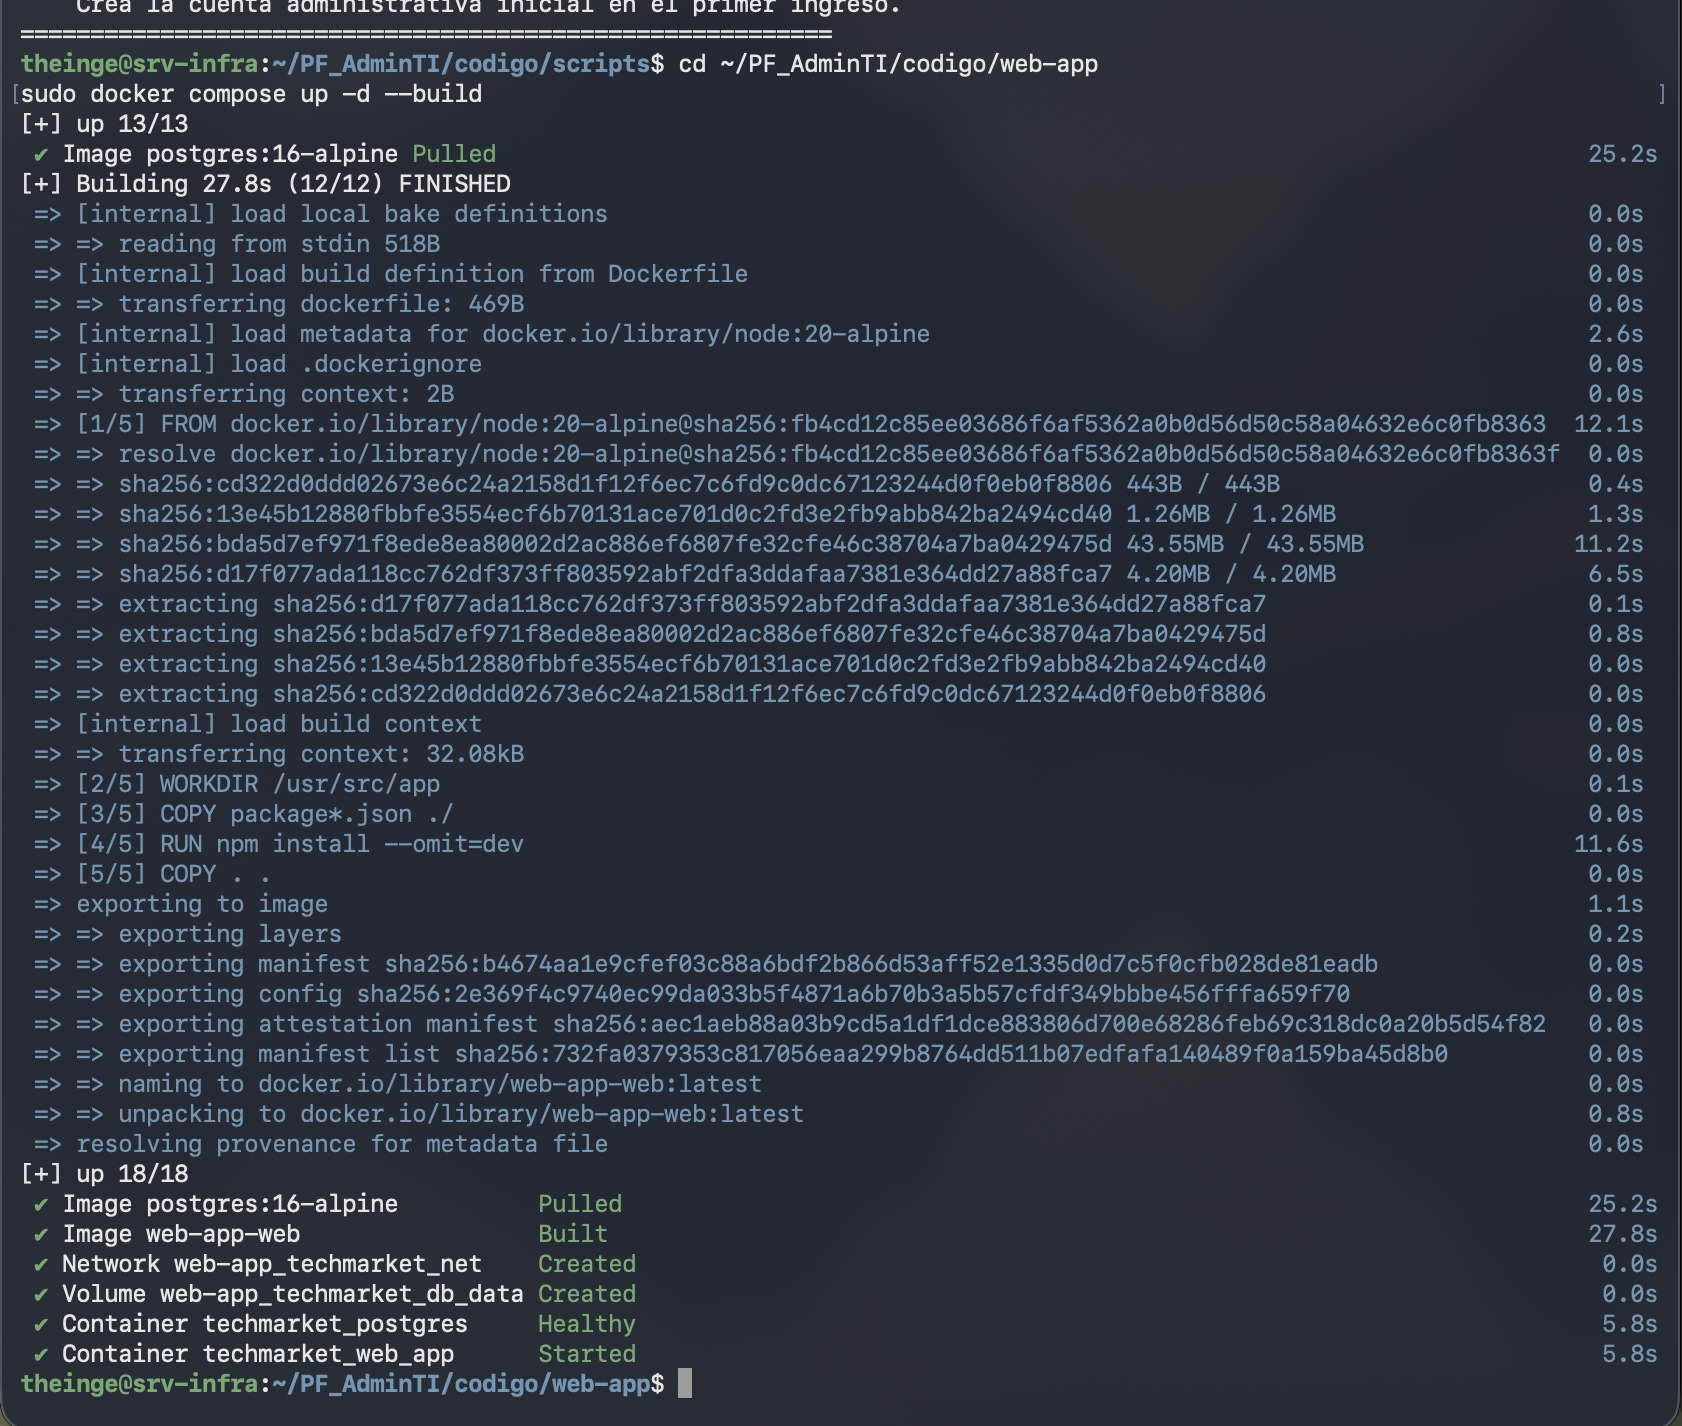 Crea la cuenta administrativa inicial en el primer ingreso.
==========================================================
theinge@srv-infra:~/PF_AdminTI/codigo/scripts$ cd ~/PF_AdminTI/codigo/web-app
[sudo docker compose up -d --build ]
[+] up 13/13
✔ Image postgres:16-alpine Pulled 25.2s
[+] Building 27.8s (12/12) FINISHED
=> [internal] load local bake definitions 0.0s
=> => reading from stdin 518B 0.0s
=> [internal] load build definition from Dockerfile 0.0s
=> => transferring dockerfile: 469B 0.0s
=> [internal] load metadata for docker.io/library/node:20-alpine 2.6s
=> [internal] load .dockerignore 0.0s
=> => transferring context: 2B 0.0s
=> [1/5] FROM docker.io/library/node:20-alpine@sha256:fb4cd12c85ee03686f6af5362a0b0d56d50c58a04632e6c0fb8363 12.1s
=> => resolve docker.io/library/node:20-alpine@sha256:fb4cd12c85ee03686f6af5362a0b0d56d50c58a04632e6c0fb8363f 0.0s
=> => sha256:cd322d0ddd02673e6c24a2158d1f12f6ec7c6fd9c0dc67123244d0f0eb0f8806 443B / 443B 0.4s
=> => sha256:13e45b12880fbbfe3554ecf6b70131ace701d0c2fd3e2fb9abb842ba2494cd40 1.26MB / 1.26MB 1.3s
=> => sha256:bda5d7ef971f8ede8ea80002d2ac886ef6807fe32cfe46c38704a7ba0429475d 43.55MB / 43.55MB 11.2s
=> => sha256:d17f077ada118cc762df373ff803592abf2dfa3ddafaa7381e364dd27a88fca7 4.20MB / 4.20MB 6.5s
=> => extracting sha256:d17f077ada118cc762df373ff803592abf2dfa3ddafaa7381e364dd27a88fca7 0.1s
=> => extracting sha256:bda5d7ef971f8ede8ea80002d2ac886ef6807fe32cfe46c38704a7ba0429475d 0.8s
=> => extracting sha256:13e45b12880fbbfe3554ecf6b70131ace701d0c2fd3e2fb9abb842ba2494cd40 0.0s
=> => extracting sha256:cd322d0ddd02673e6c24a2158d1f12f6ec7c6fd9c0dc67123244d0f0eb0f8806 0.0s
=> [internal] load build context 0.0s
=> => transferring context: 32.08kB 0.0s
=> [2/5] WORKDIR /usr/src/app 0.1s
=> [3/5] COPY package*.json ./ 0.0s
=> [4/5] RUN npm install --omit=dev 11.6s
=> [5/5] COPY . . 0.0s
=> exporting to image 1.1s
=> => exporting layers 0.2s
=> => exporting manifest sha256:b4674aa1e9cfef03c88a6bdf2b866d53aff52e1335d0d7c5f0cfb028de81eadb 0.0s
=> => exporting config sha256:2e369f4c9740ec99da033b5f4871a6b70b3a5b57cfdf349bbbe456fffa659f70 0.0s
=> => exporting attestation manifest sha256:aec1aeb88a03b9cd5a1df1dce883806d700e68286feb69c318dc0a20b5d54f82 0.0s
=> => exporting manifest list sha256:732fa0379353c817056eaa299b8764dd511b07edfafa140489f0a159ba45d8b0 0.0s
=> => naming to docker.io/library/web-app-web:latest 0.0s
=> => unpacking to docker.io/library/web-app-web:latest 0.8s
=> resolving provenance for metadata file 0.0s
[+] up 18/18
✔ Image postgres:16-alpine Pulled 25.2s
✔ Image web-app-web Built 27.8s
✔ Network web-app_techmarket_net Created 0.0s
✔ Volume web-app_techmarket_db_data Created 0.0s
✔ Container techmarket_postgres Healthy 5.8s
✔ Container techmarket_web_app Started 5.8s
theinge@srv-infra:~/PF_AdminTI/codigo/web-app$